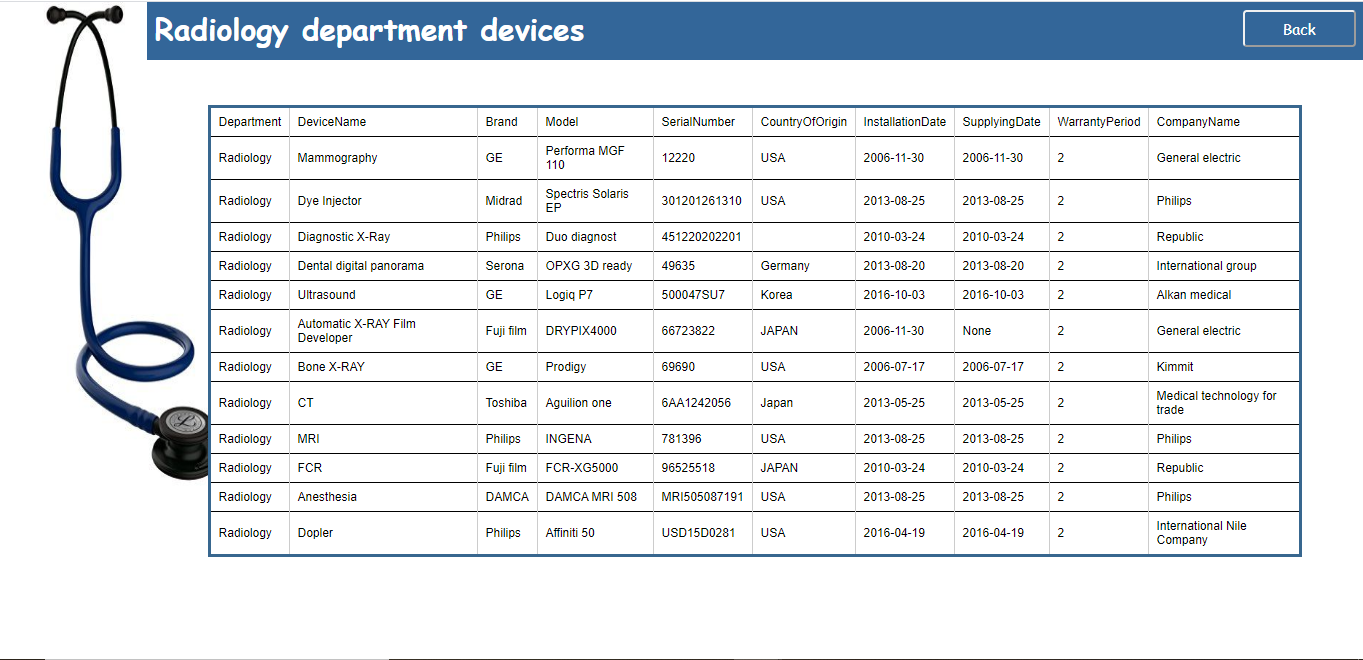 Radiology department devices
Back
Department DeviceName Brand Model SerialNumber CountryOfOrigin InstallationDate SupplyingDate WarrantyPeriod CompanyName
Radiology Mammography GE Performa MGF 110 12220 USA 2006-11-30 2006-11-30 2 General electric
Radiology Dye Injector Midrad Spectris Solaris EP 301201261310 USA 2013-08-25 2013-08-25 2 Philips
Radiology Diagnostic X-Ray Philips Duo diagnost 451220202201 2010-03-24 2010-03-24 2 Republic
Radiology Dental digital panorama Serona OPXG 3D ready 49635 Germany 2013-08-20 2013-08-20 2 International group
Radiology Ultrasound GE Logiq P7 500047SU7 Korea 2016-10-03 2016-10-03 2 Alkan medical
Radiology Automatic X-RAY Film Developer Fuji film DRYPIX4000 66723822 JAPAN 2006-11-30 None 2 General electric
Radiology Bone X-RAY GE Prodigy 69690 USA 2006-07-17 2006-07-17 2 Kimmit
Radiology CT Toshiba Aguilion one 6AA1242056 Japan 2013-05-25 2013-05-25 2 Medical technology for trade
Radiology MRI Philips INGENA 781396 USA 2013-08-25 2013-08-25 2 Philips
Radiology FCR Fuji film FCR-XG5000 96525518 JAPAN 2010-03-24 2010-03-24 2 Republic
Radiology Anesthesia DAMCA DAMCA MRI 508 MRI505087191 USA 2013-08-25 2013-08-25 2 Philips
Radiology Dopler Philips Affiniti 50 USD15D0281 USA 2016-04-19 2016-04-19 2 International Nile Company